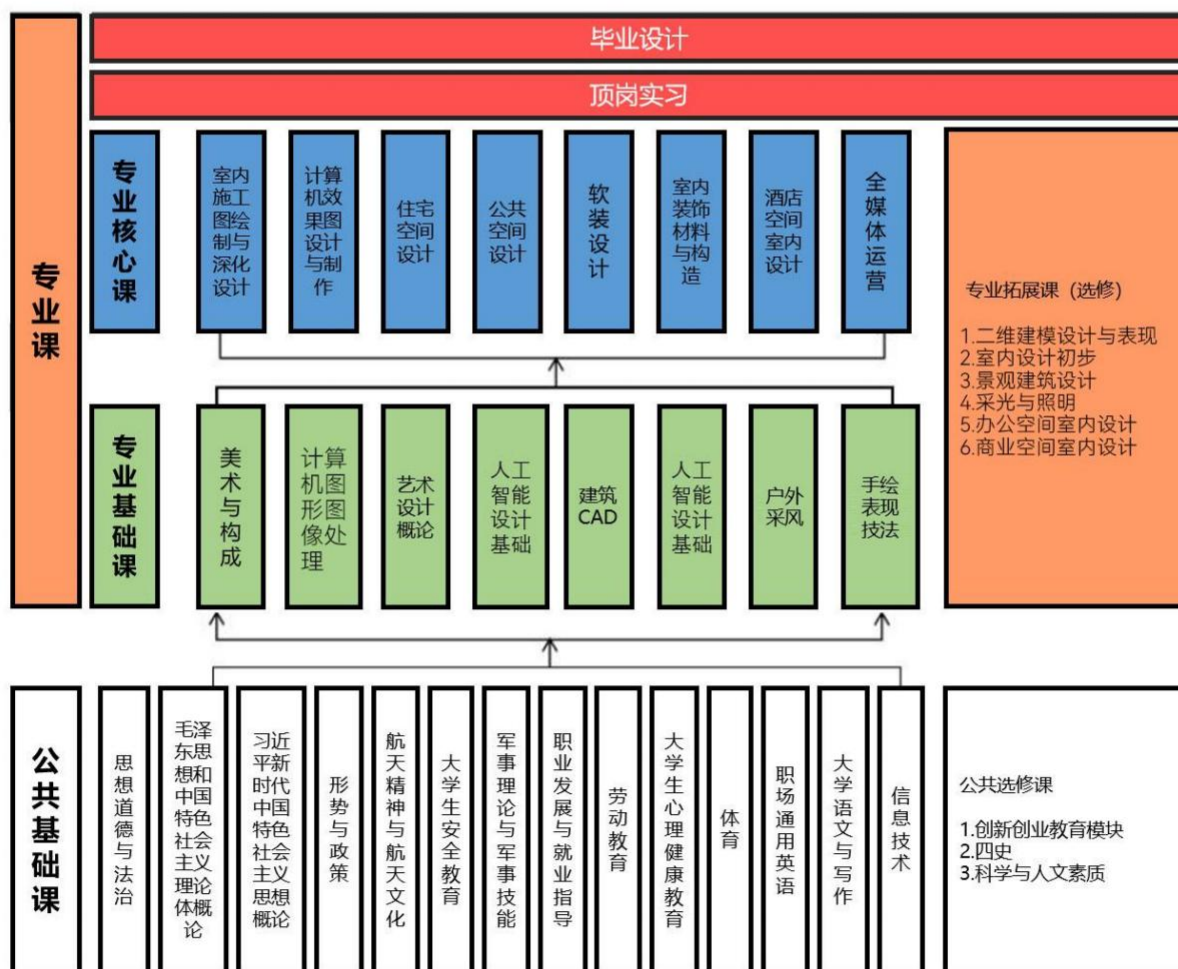 毕业设计
顶岗实习
专业课
专业核心课
室内
施工
图绘
制与
深化
设计
计算
机效
果图
设计
与制
作
住宅
空间
设计
公共
空间
设计
软装设计
室内
装饰
材料
与构
造
酒店
空间
室内
设计
全媒体运营
专业拓展课（选修）
1.二维建模设计与表现
2.室内设计初步
3.景观建筑设计
4.采光与照明
5.办公空间室内设计
6.商业空间室内设计
专业基础课
美术与构成
计算
机图
形图
像处
理
艺术
设计
概论
人工
智能
设计
基础
建筑
CAD
人工
智能
设计
基础
户外
采风
手绘
表现
技法
公共基础课
思想道德与法治
毛泽
东思
想和
中国
特色
社会
主义
理论
体概
论
习近
平新
时代
中国
特色
社会
主义
思想
概论
形势与政策
航天精神与航天文化
大学生安全教育
军事理论与军事技能
职业发展与就业指导
劳动教育
大学生心理健康教育
体育
职场通用英语
大学语文与写作
信息技术
公共选修课
1.创新创业教育模块
2.四史
3.科学与人文素质